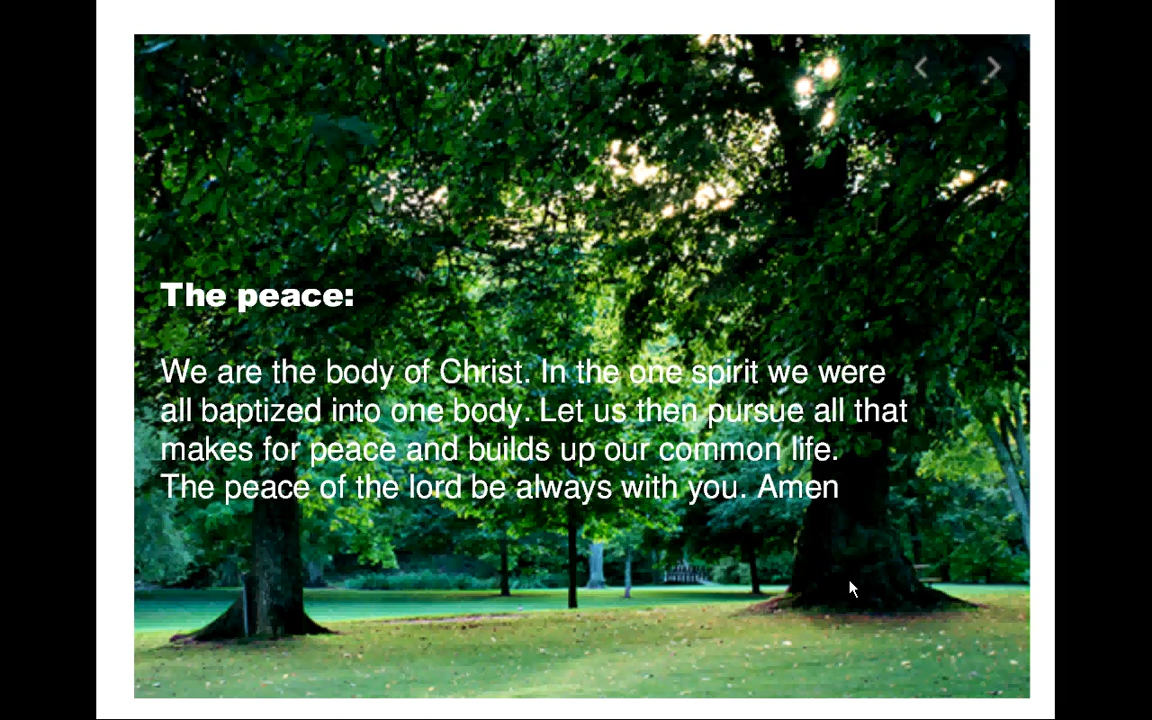 The peace:
We are the body of Christ. In the one spirit we were
all baptized into one body. Let us then pursue all that
makes for peace and builds up our common life.
The peace of the lord be always with you. Amen